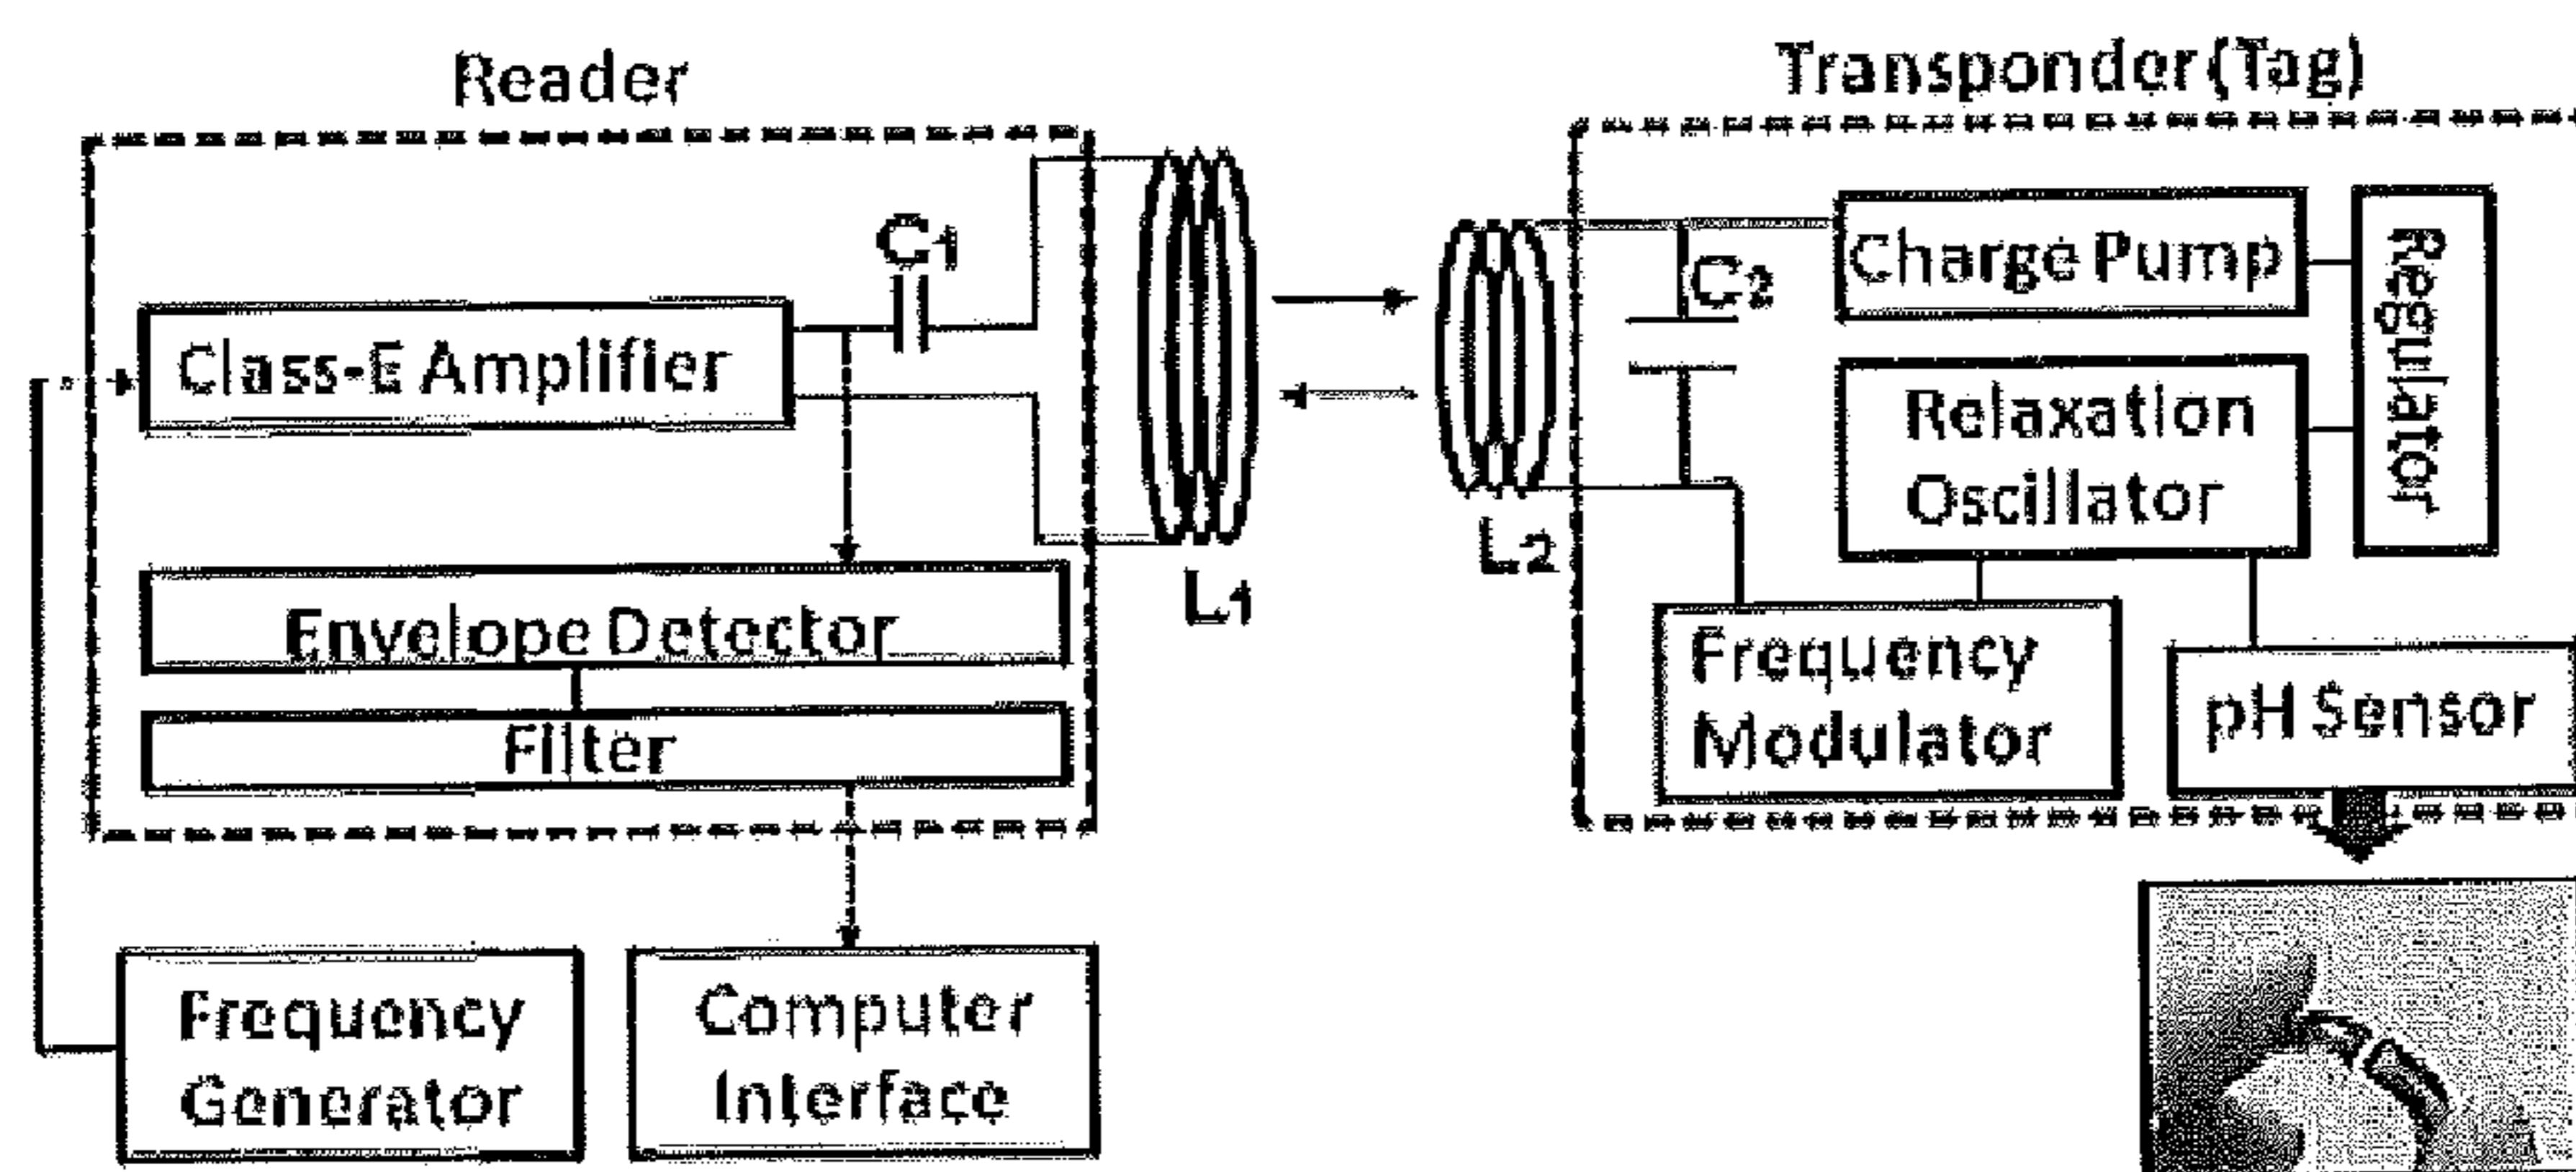 Reader
Transponder (Tag)
C1
Class-E Amplifier
Envelope Detector
Filter
Frequency
Generator
Computer
Interface
L1
L2
C2
Charge Pump
Regulator
Relaxation
Oscillator
Frequency
Modulator
pH Sensor